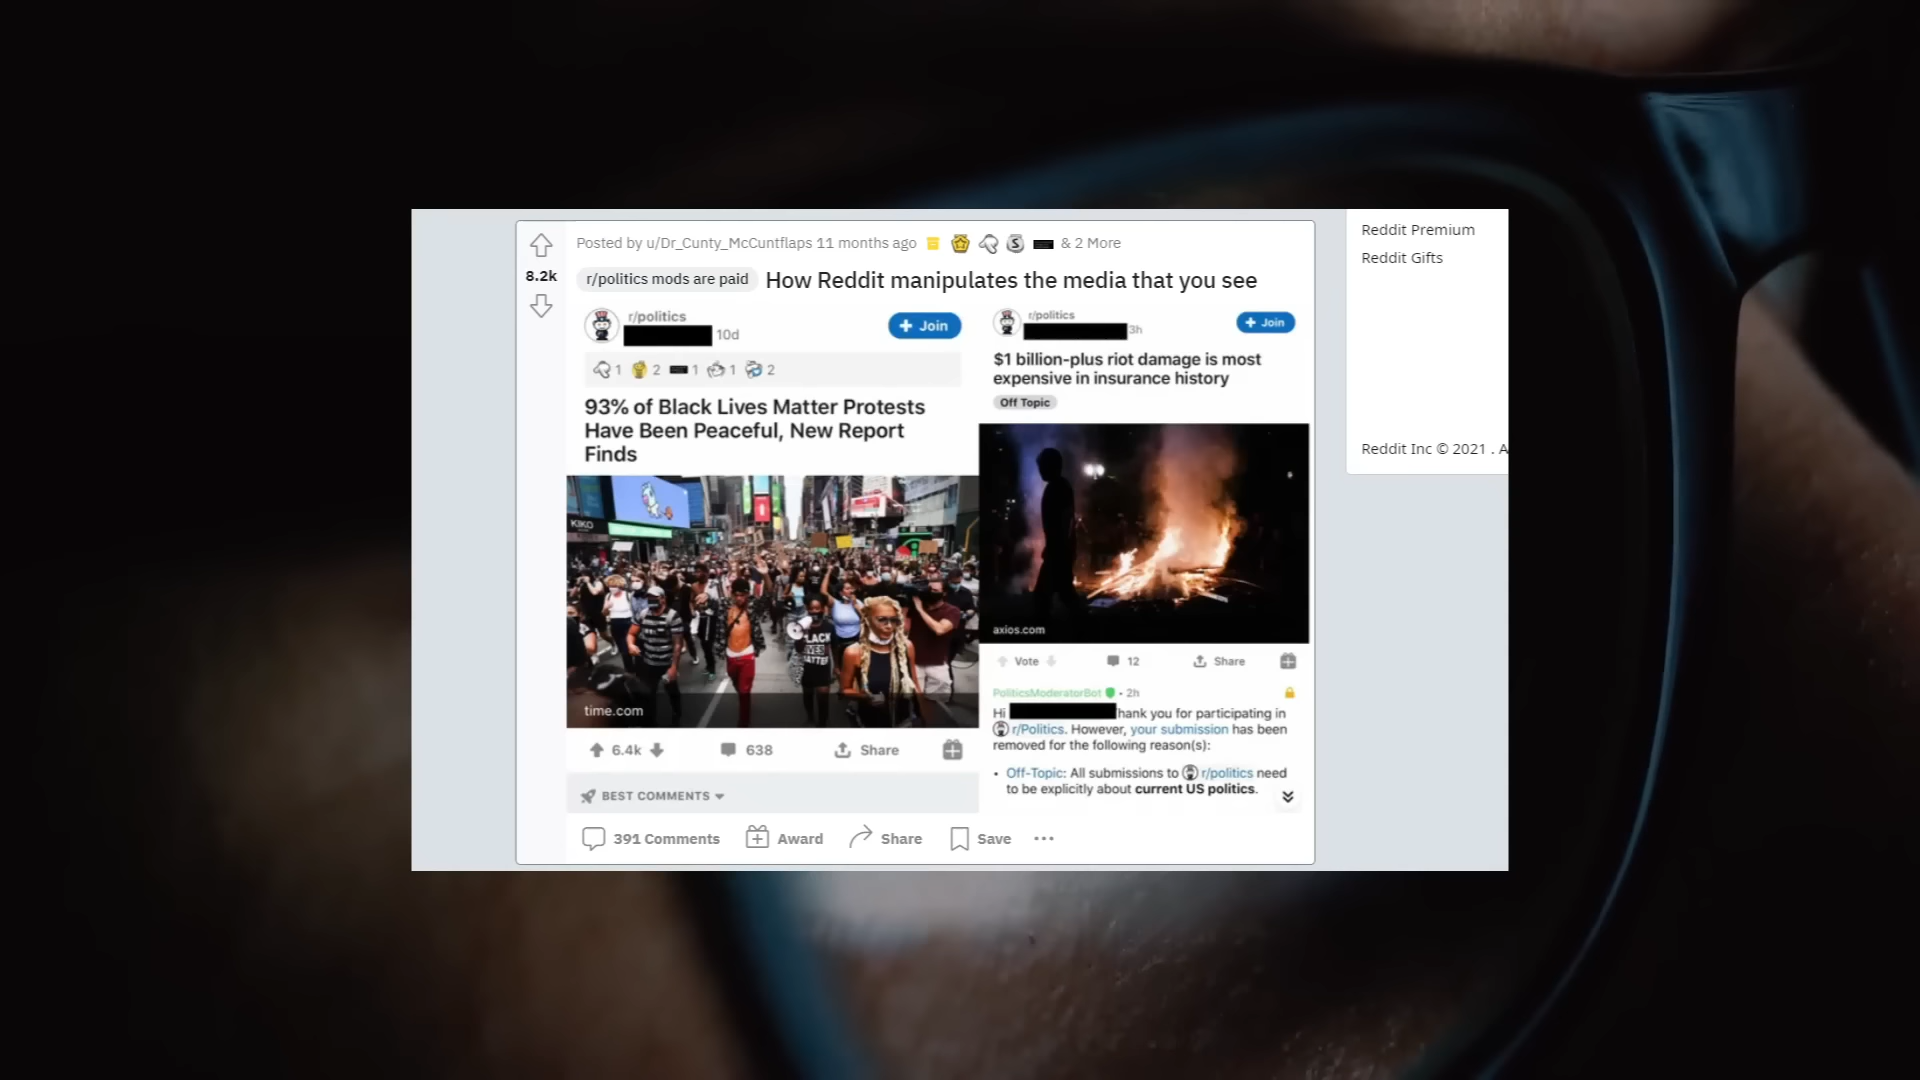 Posted by u/Dr_Cunty_McCuntflaps 11 months ago & 2 More
8.2k
r/politics mods are paid How Reddit manipulates the media that you see
r/politics
10d
Join
1 2 1 1 2
93% of Black Lives Matter Protests
Have Been Peaceful, New Report
Finds
KIKO
BLACK
LIVES
MATTER
time.com
6.4k 638 Share
BEST COMMENTS
r/politics
3h
Join
$1 billion-plus riot damage is most
expensive in insurance history
Off Topic
axios.com
Vote 12 Share
PoliticsModeratorBot • 2h
Hi hank you for participating in
r/Politics. However, your submission has been
removed for the following reason(s):
• Off-Topic: All submissions to r/politics need
to be explicitly about current US politics.
391 Comments Award Share Save ...
Reddit Premium
Reddit Gifts
Reddit Inc © 2021 . A